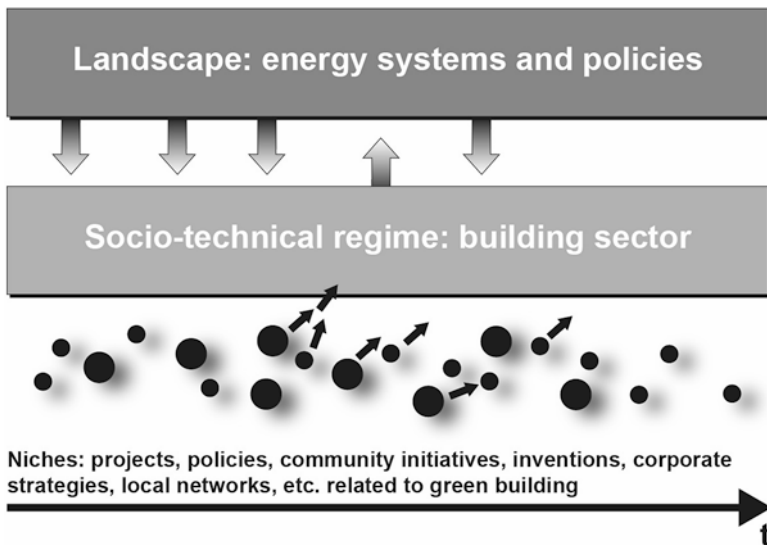 Landscape: energy systems and policies
Socio-technical regime: building sector
Niches: projects, policies, community initiatives, inventions, corporate
strategies, local networks, etc. related to green building
t